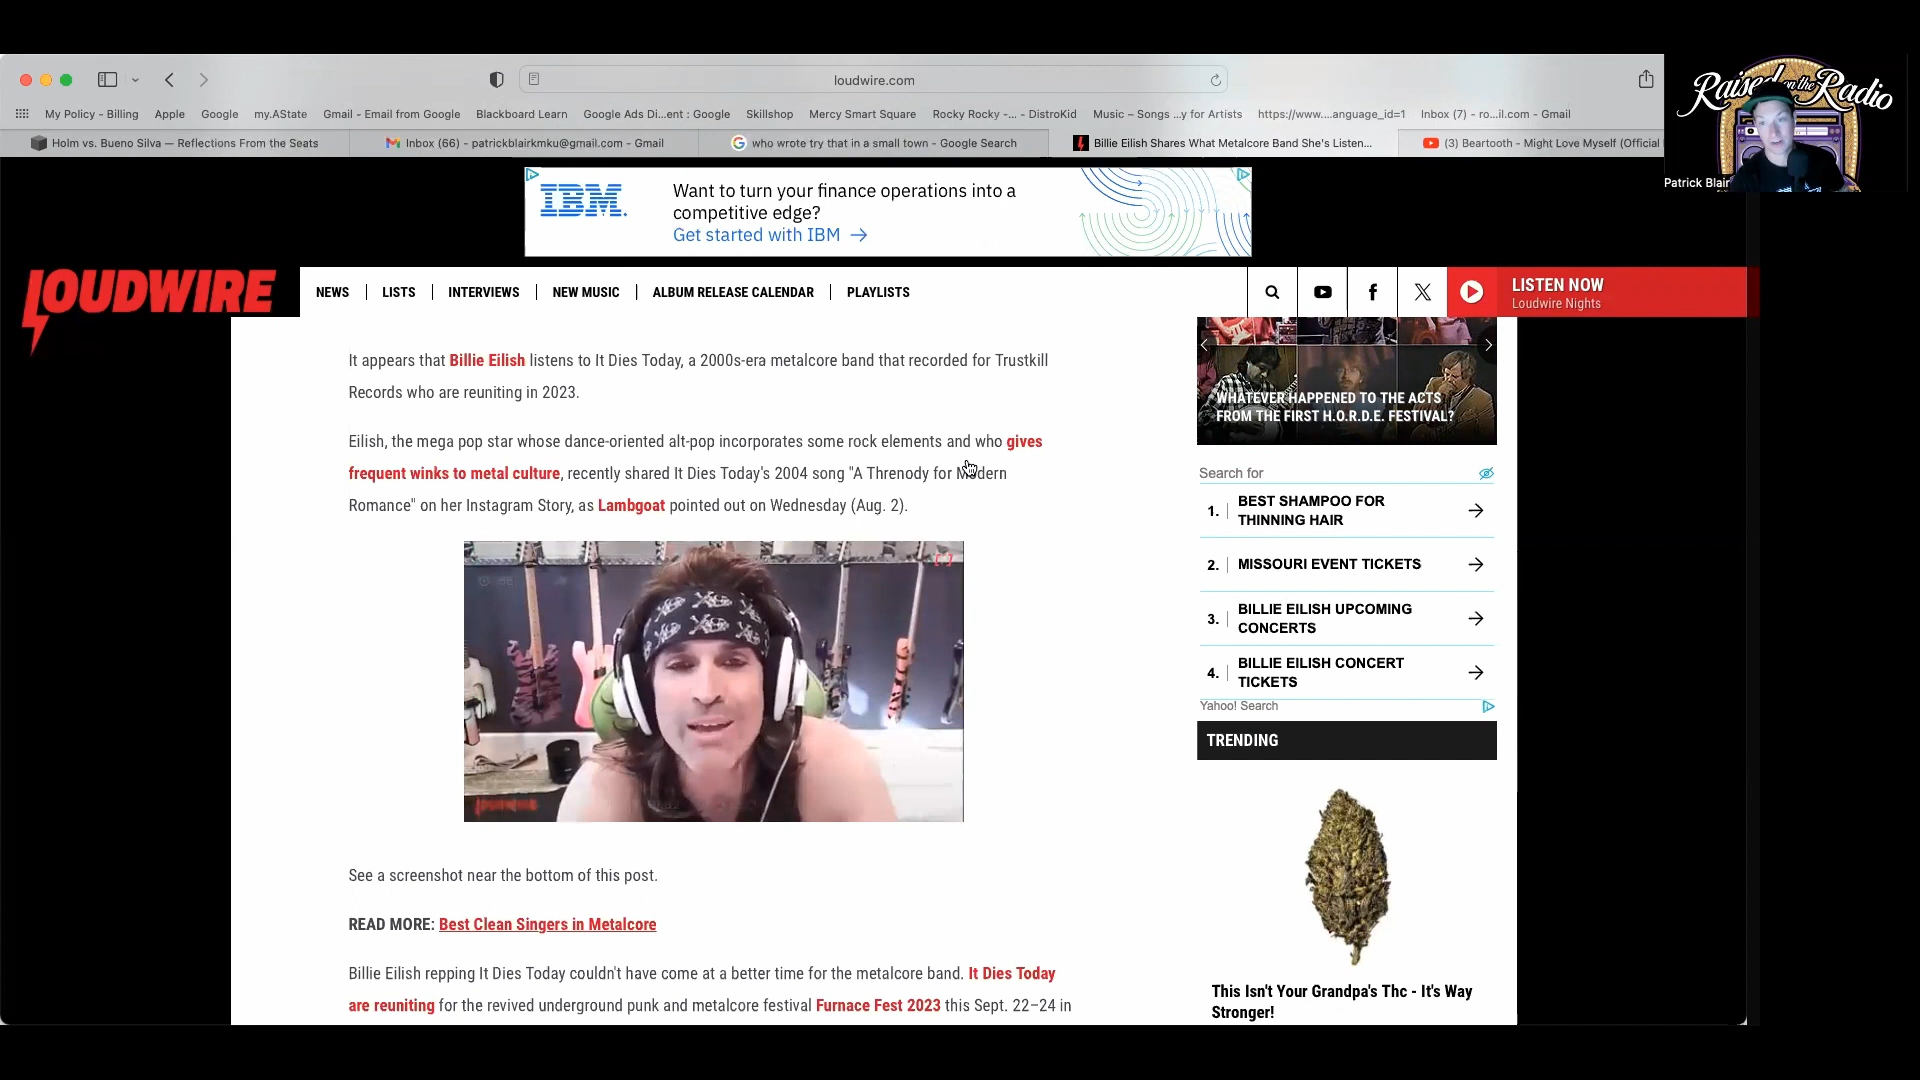 loudwire.com
Raised on the Radio
My Policy - Billing Apple Google my.AState Gmail - Email from Google Blackboard Learn Google Ads Di...ent : Google Skillshop Mercy Smart Square Rocky Rocky -... - DistroKid Music – Songs ...y for Artists https://www....anguage_id=1 Inbox (7) - ro...il.com - Gmail
Holm vs. Bueno Silva — Reflections From the Seats
Inbox (66) - patrickblairkmku@gmail.com - Gmail
who wrote try that in a small town - Google Search
Billie Eilish Shares What Metalcore Band She's Listen...
(3) Beartooth - Might Love Myself (Official
Patrick Blair
IBM.
Want to turn your finance operations into a
competitive edge?
Get started with IBM →
LOUDWIRE
NEWS LISTS INTERVIEWS NEW MUSIC ALBUM RELEASE CALENDAR PLAYLISTS
LISTEN NOW
Loudwire Nights
It appears that Billie Eilish listens to It Dies Today, a 2000s-era metalcore band that recorded for Trustkill
Records who are reuniting in 2023.
Eilish, the mega pop star whose dance-oriented alt-pop incorporates some rock elements and who gives
frequent winks to metal culture, recently shared It Dies Today's 2004 song "A Threnody for Modern
Romance" on her Instagram Story, as Lambgoat pointed out on Wednesday (Aug. 2).
LOUDWIRE
See a screenshot near the bottom of this post.
READ MORE: Best Clean Singers in Metalcore
Billie Eilish repping It Dies Today couldn't have come at a better time for the metalcore band. It Dies Today
are reuniting for the revived underground punk and metalcore festival Furnace Fest 2023 this Sept. 22–24 in
WHATEVER HAPPENED TO THE ACTS
FROM THE FIRST H.O.R.D.E. FESTIVAL?
Search for
1. BEST SHAMPOO FOR
THINNING HAIR
2. MISSOURI EVENT TICKETS
3. BILLIE EILISH UPCOMING
CONCERTS
4. BILLIE EILISH CONCERT
TICKETS
Yahoo! Search
TRENDING
This Isn't Your Grandpa's Thc - It's Way
Stronger!